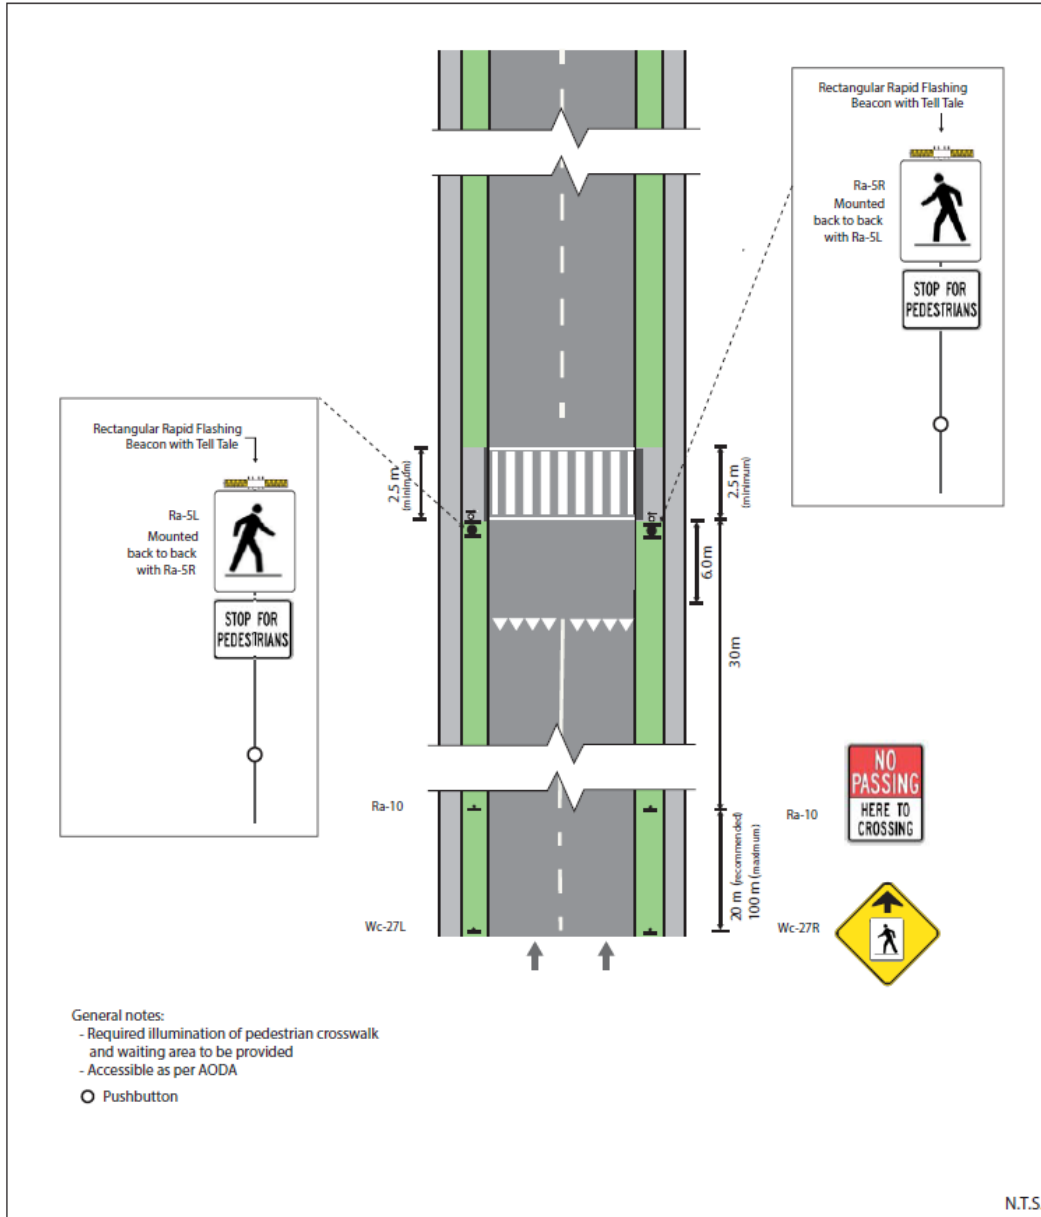 Rectangular Rapid Flashing
Beacon with Tell Tale
Ra-5R
Mounted
back to back
with Ra-5L
STOP FOR
PEDESTRIANS
Rectangular Rapid Flashing
Beacon with Tell Tale
Ra-5L
Mounted
back to back
with Ra-5R
STOP FOR
PEDESTRIANS
2.5 m
(minimum)
2.5 m
(minimum)
6.0m
30m
Ra-10
Ra-10
NO
PASSING
HERE TO
CROSSING
20 m (recommended)
100 m (maximum)
Wc-27L
Wc-27R
General notes:
- Required illumination of pedestrian crosswalk
and waiting area to be provided
- Accessible as per AODA
Pushbutton
N.T.S.